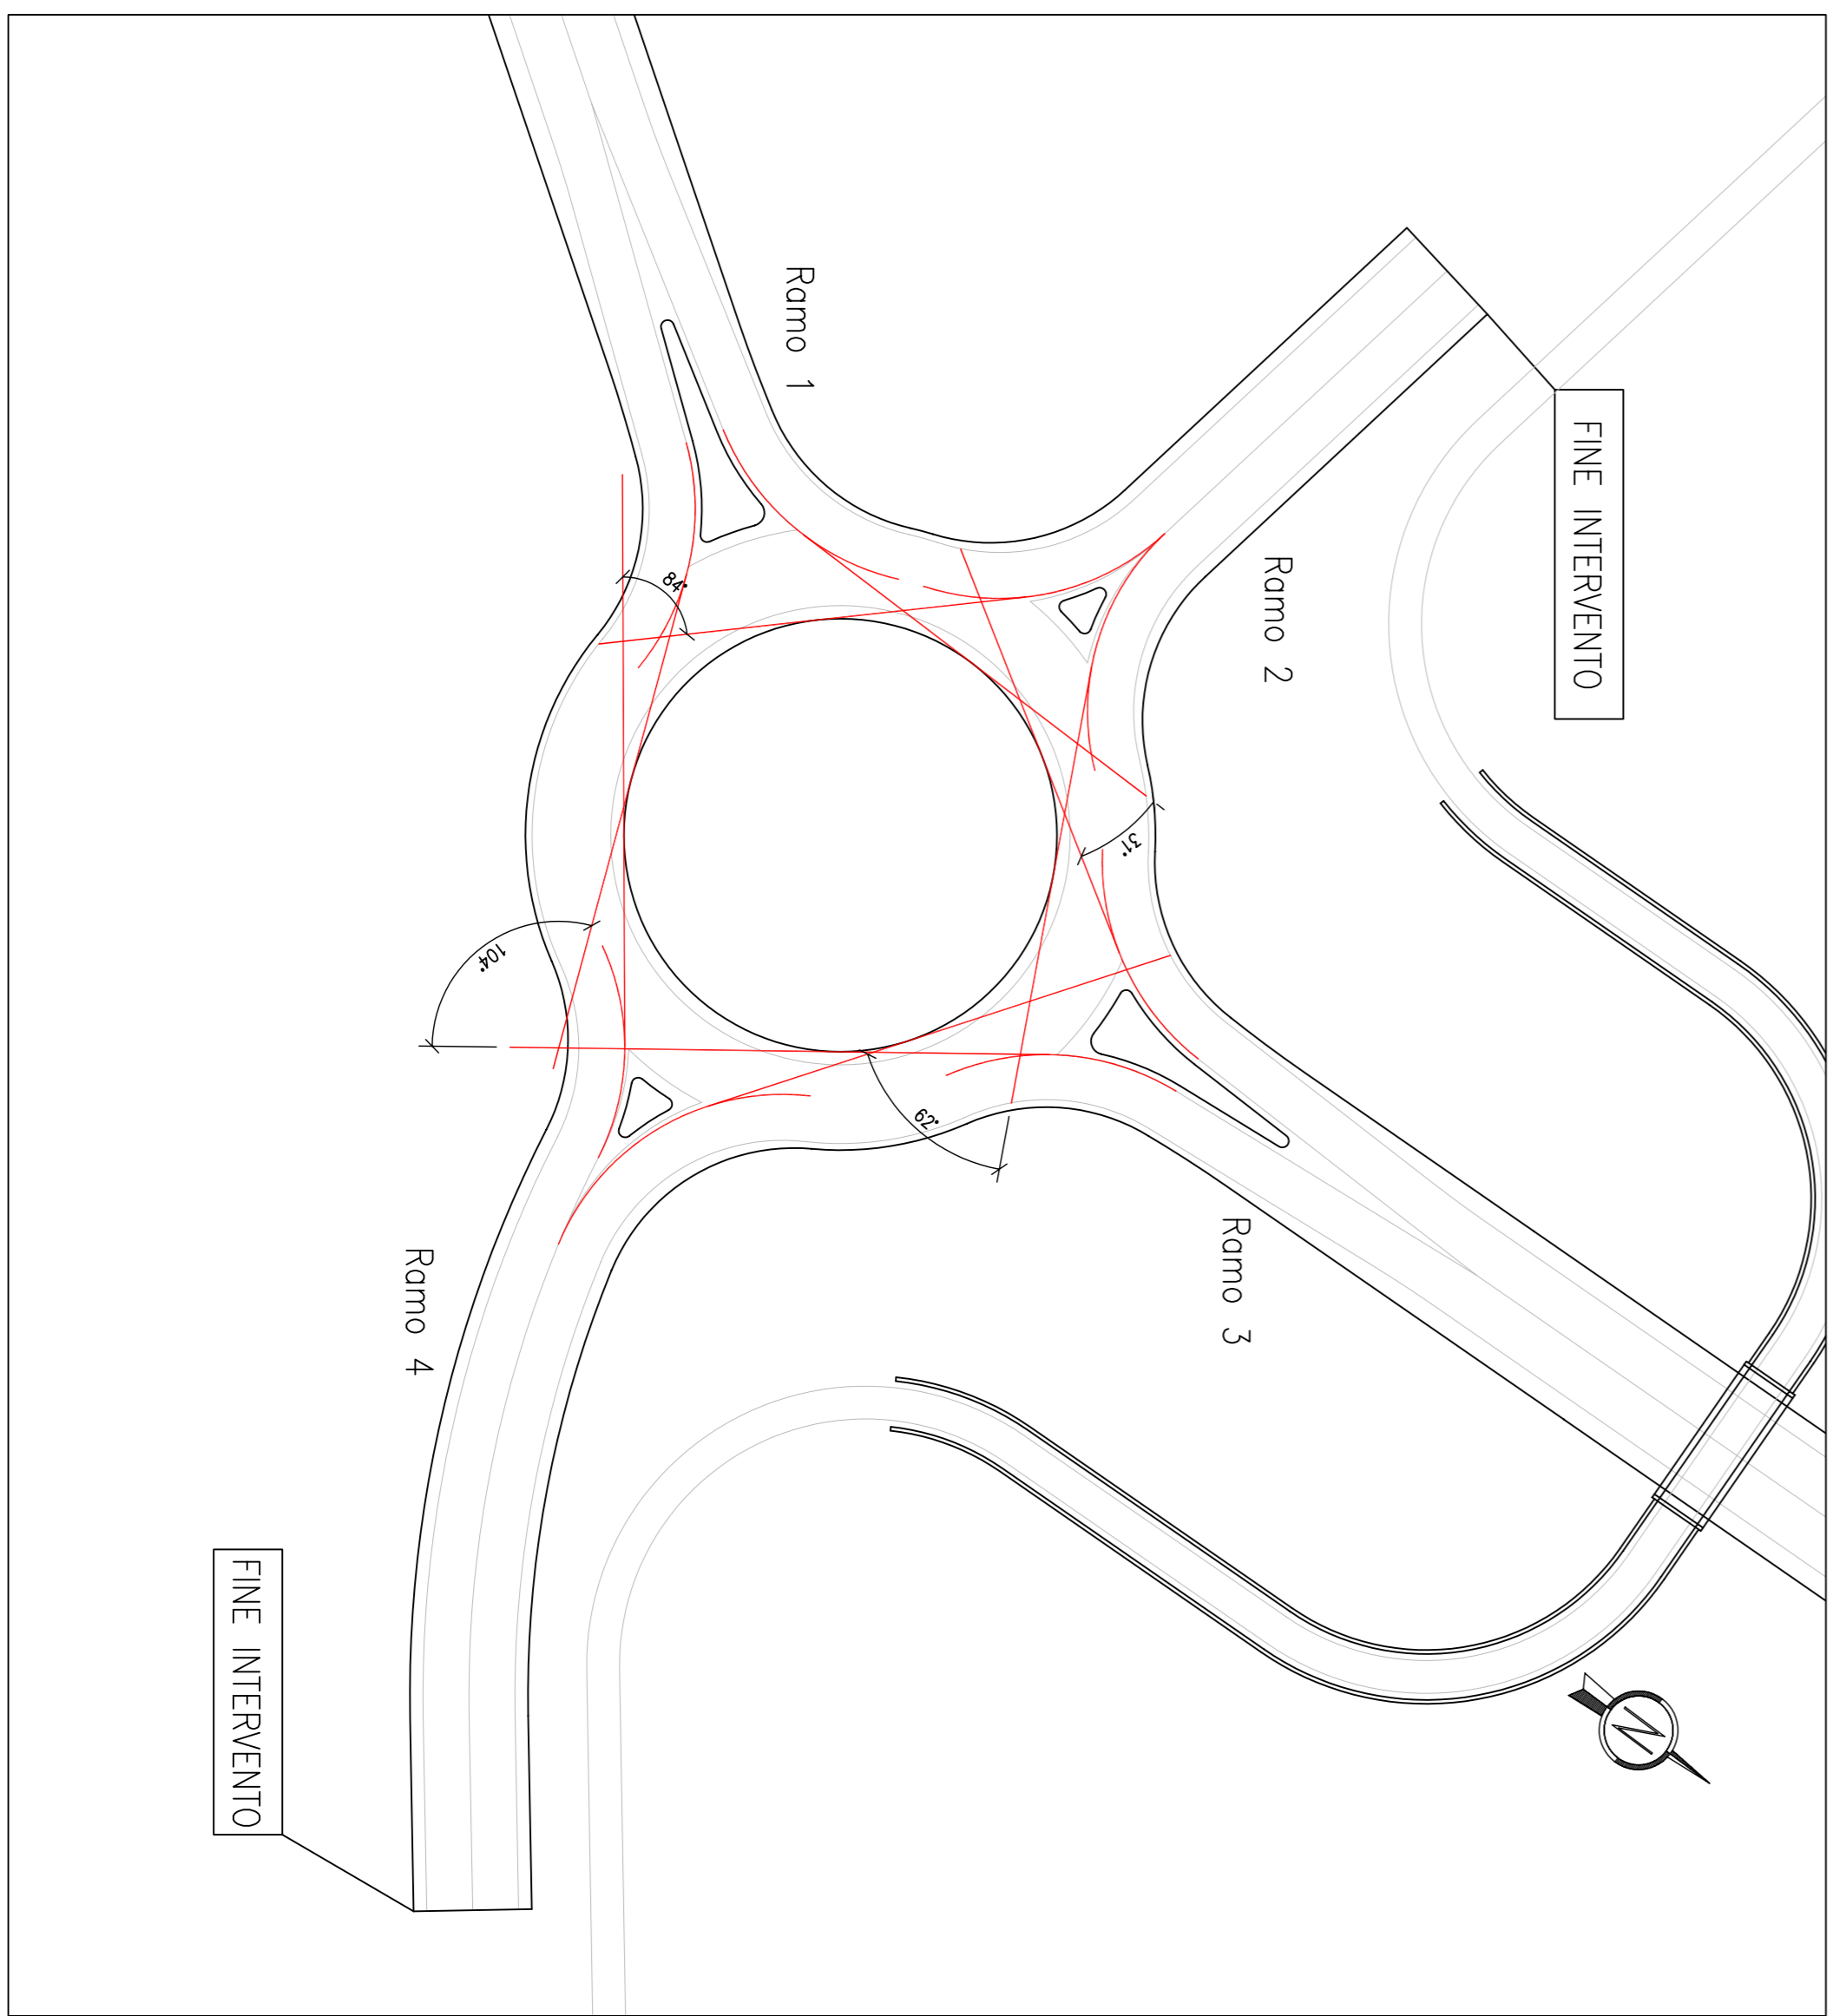 Ramo 1
FINE INTERVENTO
Ramo 2
84°
31°
104°
62°
Ramo 3
Ramo 4
FINE INTERVENTO
N